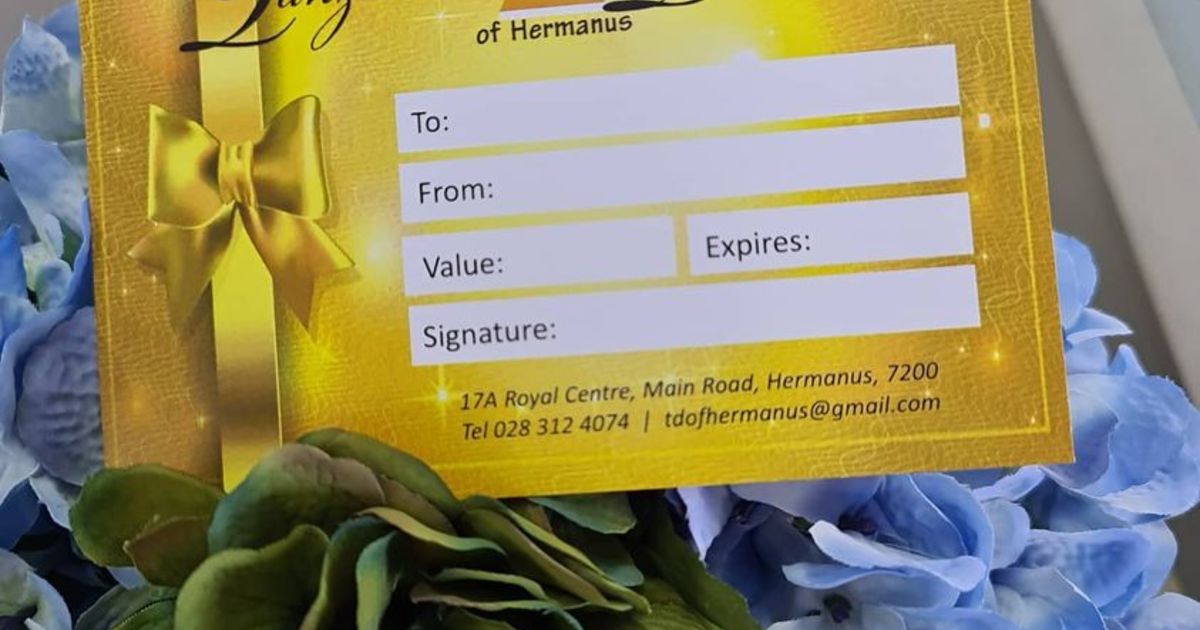 of Hermanus
To:
From:
Value:
Expires:
Signature:
17A Royal Centre, Main Road, Hermanus, 7200
Tel 028 312 4074 | tdofhermanus@gmail.com